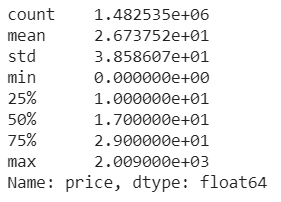 count    1.482535e+06
mean     2.673752e+01
std      3.858607e+01
min      0.000000e+00
25%      1.000000e+01
50%      1.700000e+01
75%      2.900000e+01
max      2.009000e+03
Name: price, dtype: float64